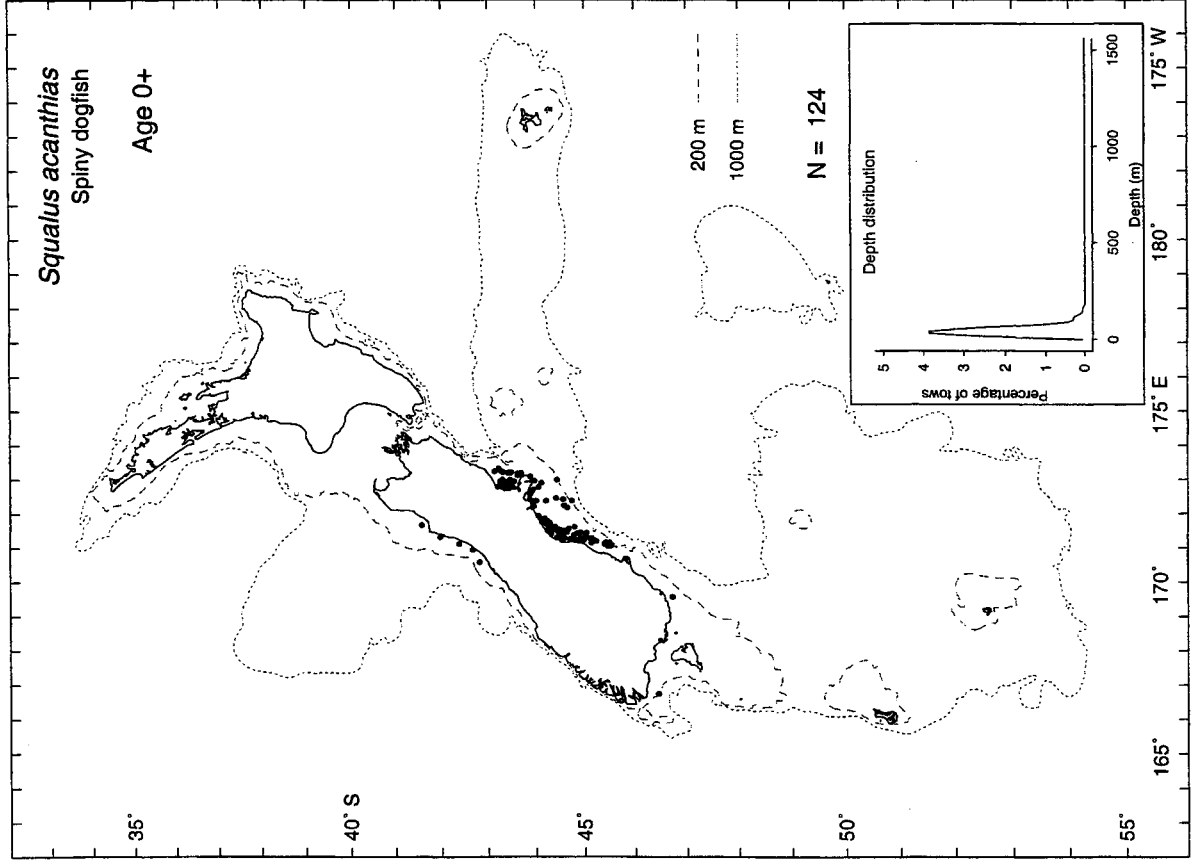 Squalus acanthias
Spiny dogfish
Age 0+
35°
40° S
45°
50°
55°
165°
170°
175° E
180°
175° W
200 m
1000 m
N = 124
Depth distribution
Percentage of tows
5
4
3
2
1
0
0
500
1000
1500
Depth (m)